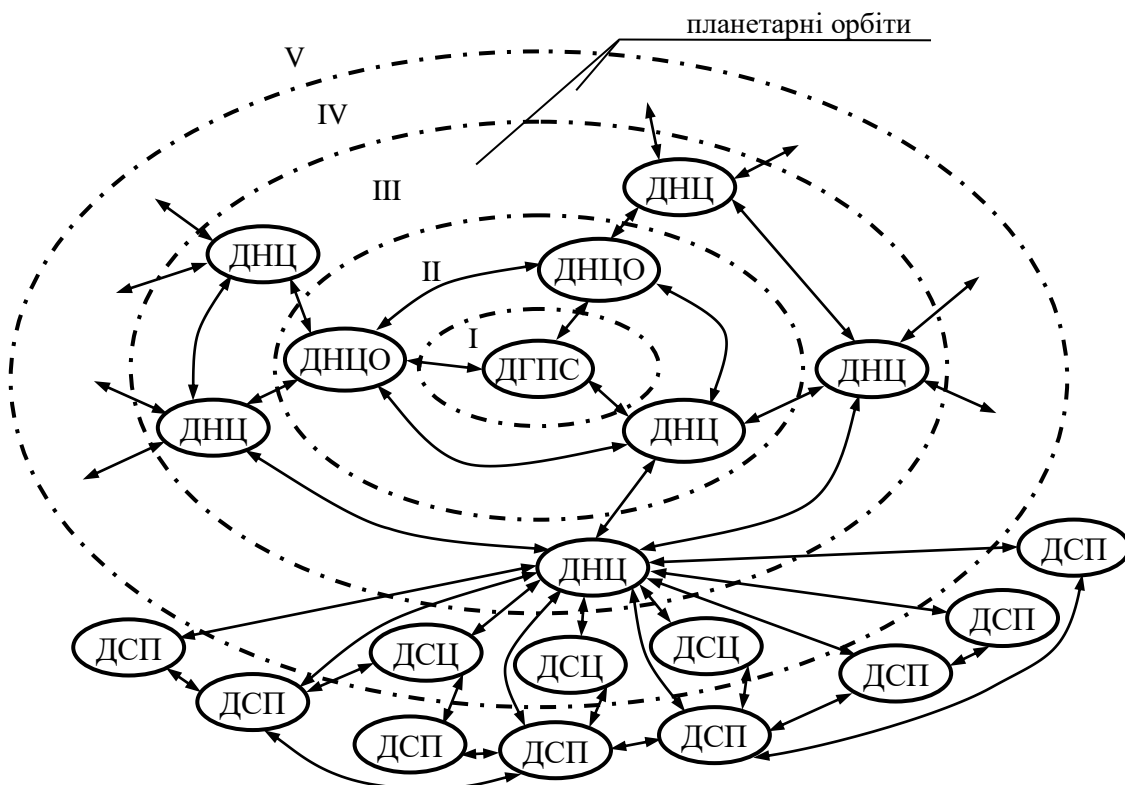 планетарні орбіти
V
IV
III
ДНЦ
ДНЦ
II
ДНЦО
I
ДНЦО
ДГПС
ДНЦ
ДНЦ
ДНЦ
ДНЦ
ДСП
ДСП
ДСП
ДСЦ
ДСЦ
ДСЦ
ДСП
ДСП
ДСП
ДСП
ДСП